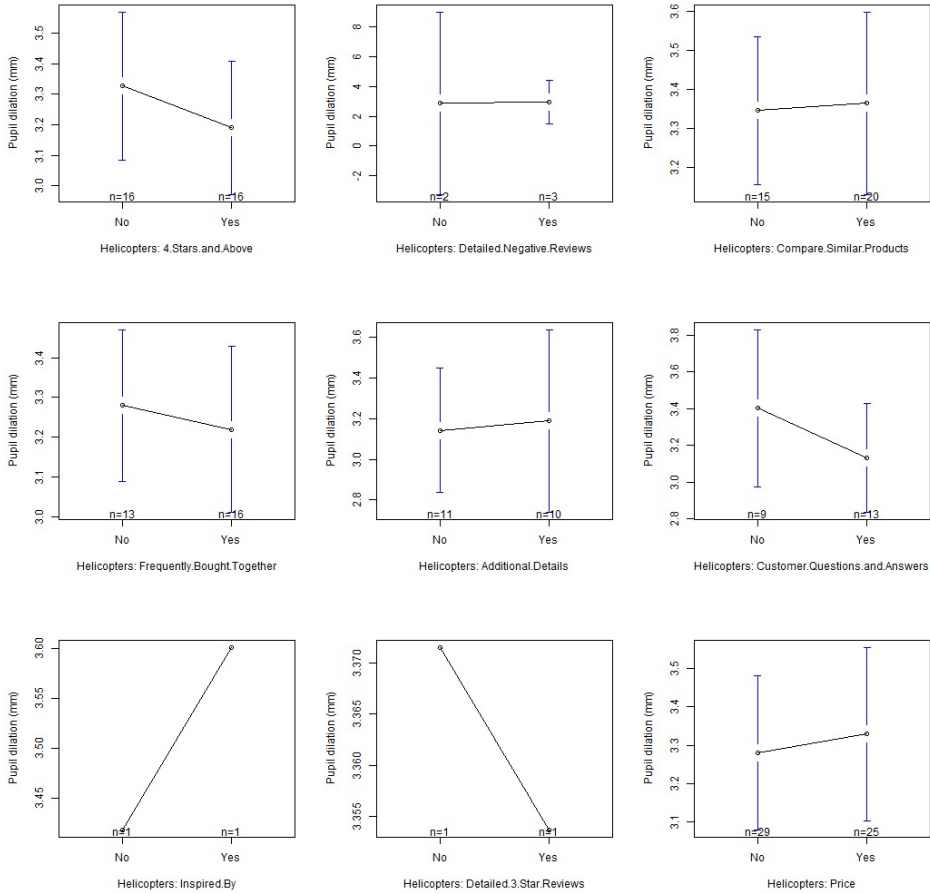 Pupil dilation (mm)
3.0 3.1 3.2 3.3 3.4 3.5
n=16 n=16
No Yes
Helicopters: 4.Stars.and.Above
Pupil dilation (mm)
-2 0 2 4 6 8
n=2 n=3
No Yes
Helicopters: Detailed.Negative.Reviews
Pupil dilation (mm)
3.2 3.3 3.4 3.5 3.6
n=15 n=20
No Yes
Helicopters: Compare.Similar.Products
Pupil dilation (mm)
3.0 3.1 3.2 3.3 3.4
n=13 n=16
No Yes
Helicopters: Frequently.Bought.Together
Pupil dilation (mm)
2.8 3.0 3.2 3.4 3.6
n=11 n=10
No Yes
Helicopters: Additional.Details
Pupil dilation (mm)
2.8 3.0 3.2 3.4 3.6 3.8
n=9 n=13
No Yes
Helicopters: Customer.Questions.and.Answers
Pupil dilation (mm)
3.45 3.50 3.55 3.60
n=1 n=1
No Yes
Helicopters: Inspired.By
Pupil dilation (mm)
3.355 3.360 3.365 3.370
n=1 n=1
No Yes
Helicopters: Detailed.3.Star.Reviews
Pupil dilation (mm)
3.1 3.2 3.3 3.4 3.5
n=29 n=25
No Yes
Helicopters: Price